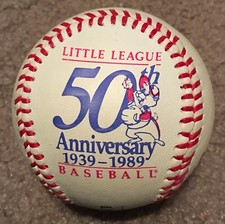 LITTLE LEAGUE
50th
Anniversary
1939-1989
BASEBALL